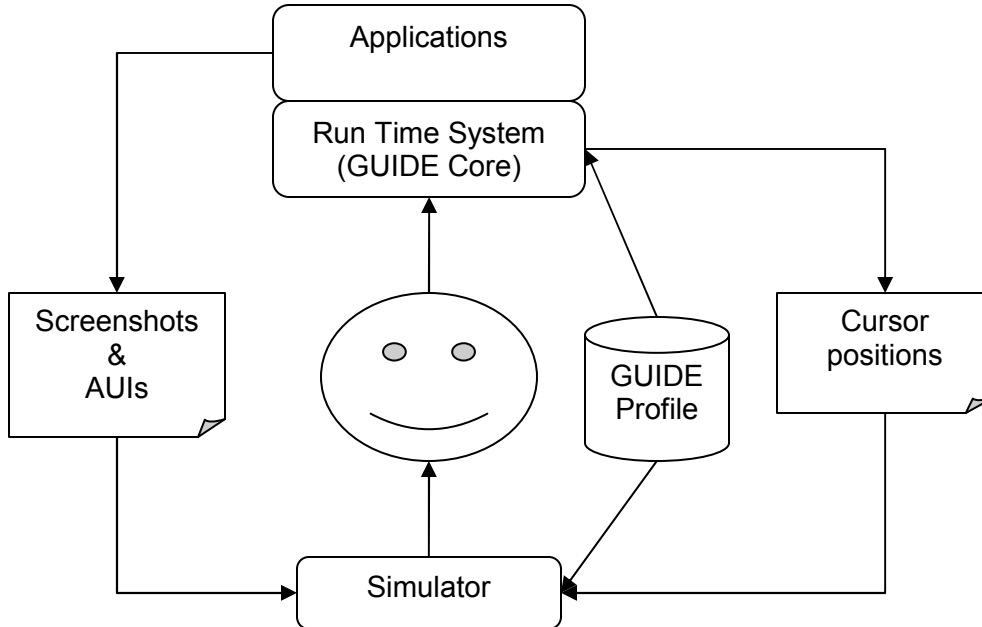 Applications
Run Time System
(GUIDE Core)
Screenshots
&
AUIs
GUIDE
Profile
Cursor
positions
Simulator